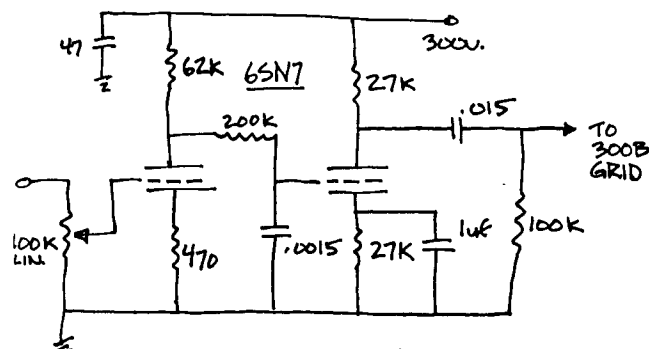 47
62K
6SN7
27K
300V.
200K
.015
TO
300B
GRID
100K
LIN.
470
.0015
27K
1uF
100K